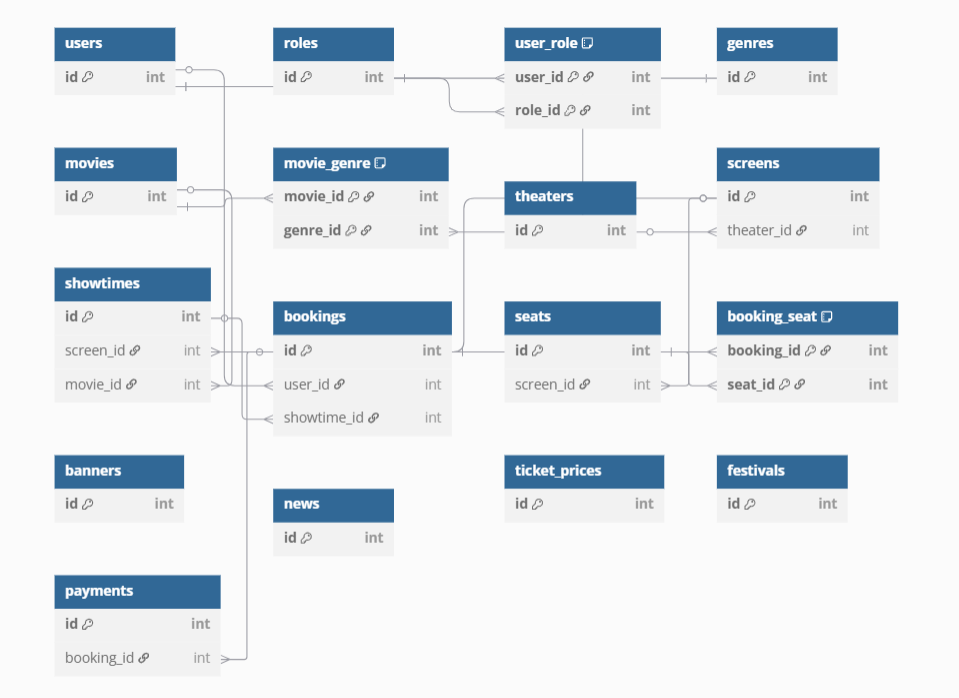 users
id int
roles
id int
user_role
user_id int
role_id int
genres
id int
movies
id int
movie_genre
movie_id int
genre_id int
theaters
id int
screens
id int
theater_id int
showtimes
id int
screen_id int
movie_id int
bookings
id int
user_id int
showtime_id int
seats
id int
screen_id int
booking_seat
booking_id int
seat_id int
banners
id int
news
id int
ticket_prices
id int
festivals
id int
payments
id int
booking_id int